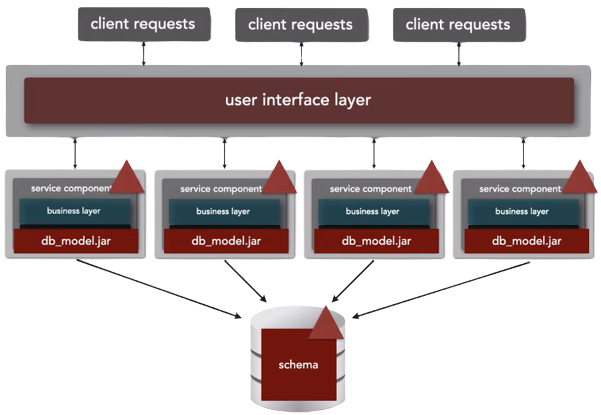 client requests
client requests
client requests
user interface layer
service component
service component
service component
service component
business layer
business layer
business layer
business layer
db_model.jar
db_model.jar
db_model.jar
db_model.jar
schema